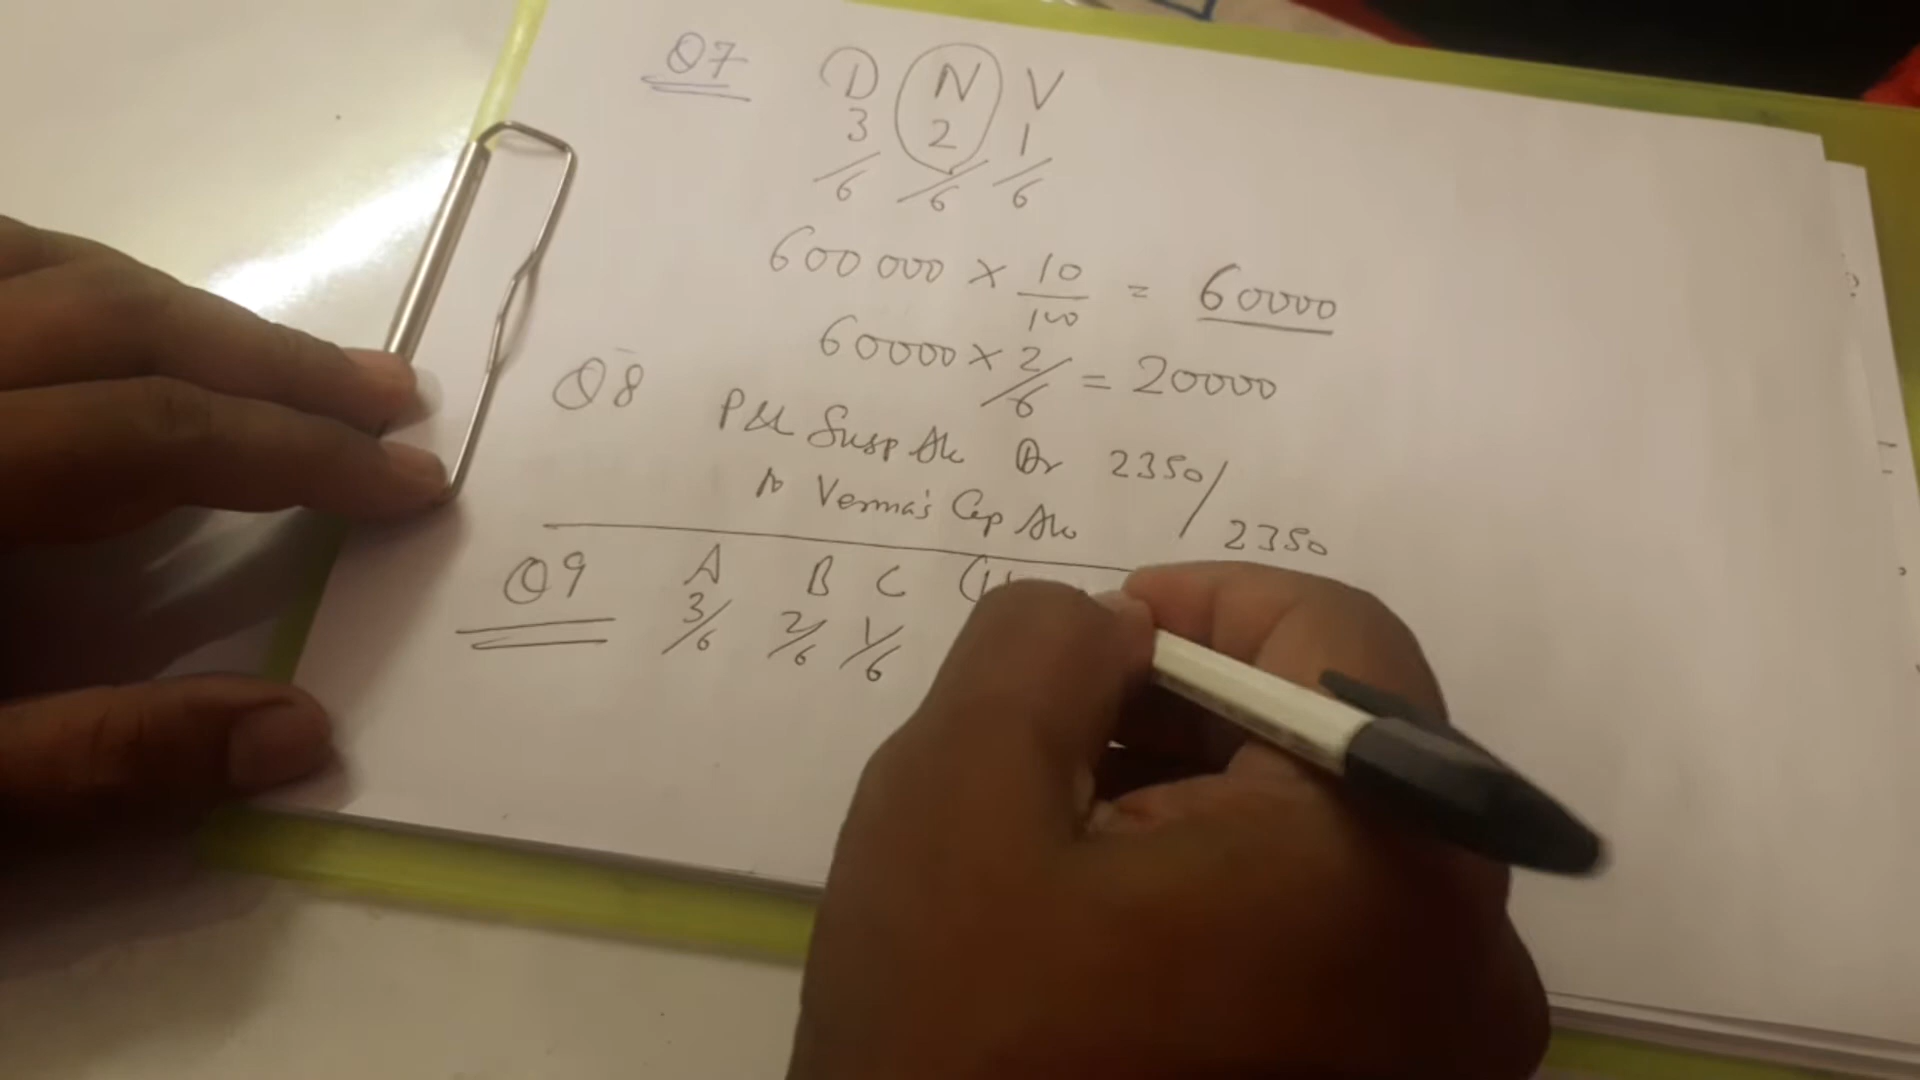 Q7 D N V
3 2 1
/6 /6 /6
600000 × 10/100 = 60000
60000 × 2/6 = 20000
Q8 P&L Susp A/c Dr 2350/
To Verma's Cap A/c 2350
Q9 A B C
3/6 2/6 1/6